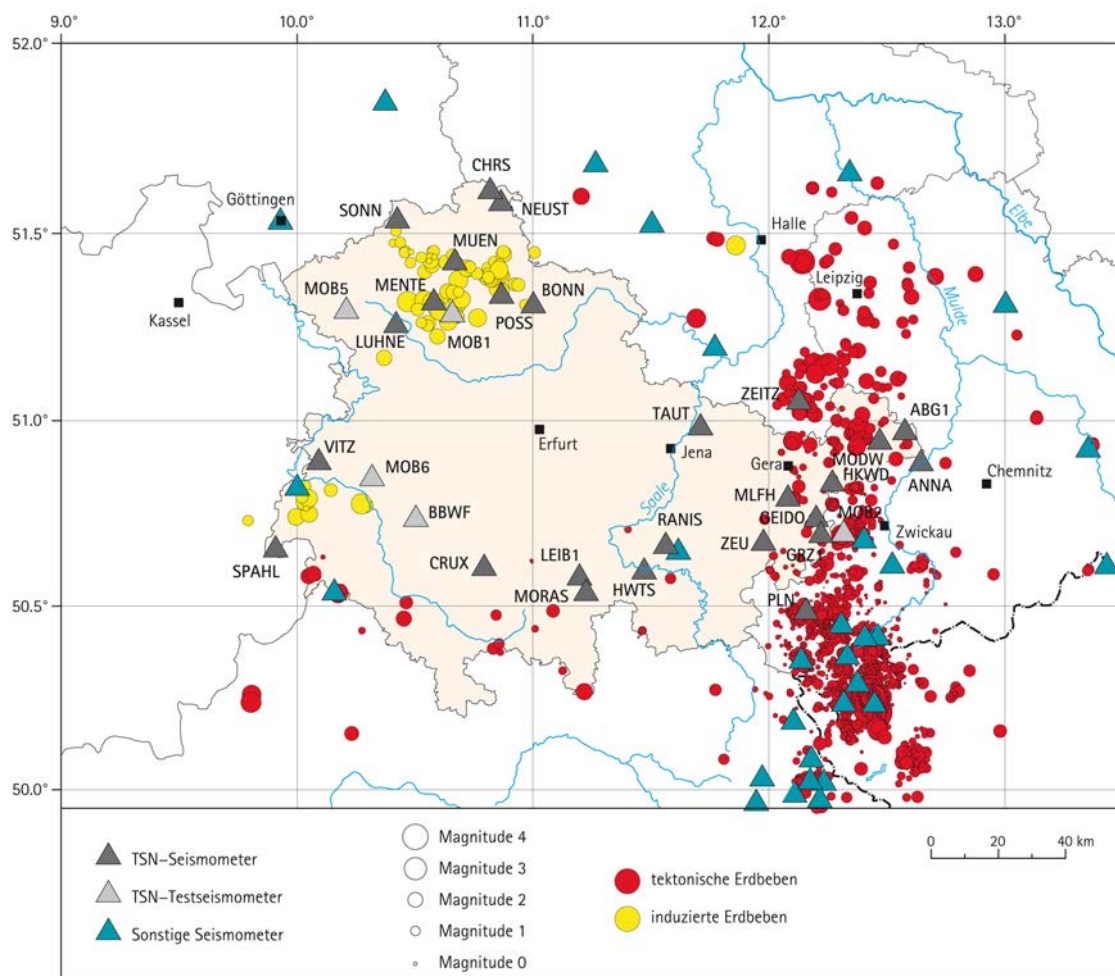 9.0°
10.0°
11.0°
12.0°
13.0°
52.0°
51.5°
51.0°
50.5°
50.0°
CHRS
NEUST
Göttingen
SONN
MUEN
Halle
Elbe
MOB5
MENTE
BONN
Leipzig
Kassel
POSS
Mulde
LUHNE
MOB1
ZEITZ
ABG1
TAUT
VITZ
Erfurt
Jena
MODW
MOB6
Gera
HKWD
ANNA
Chemnitz
Saale
MLFH
BBWF
GEIDO
MOB2
RANIS
Zwickau
SPAHL
CRUX
LEIB1
ZEU
GRZ1
MORAS
HWTS
PLN
TSN–Seismometer
TSN–Testseismometer
Sonstige Seismometer
Magnitude 4
Magnitude 3
Magnitude 2
Magnitude 1
Magnitude 0
tektonische Erdbeben
induzierte Erdbeben
0 20 40 km